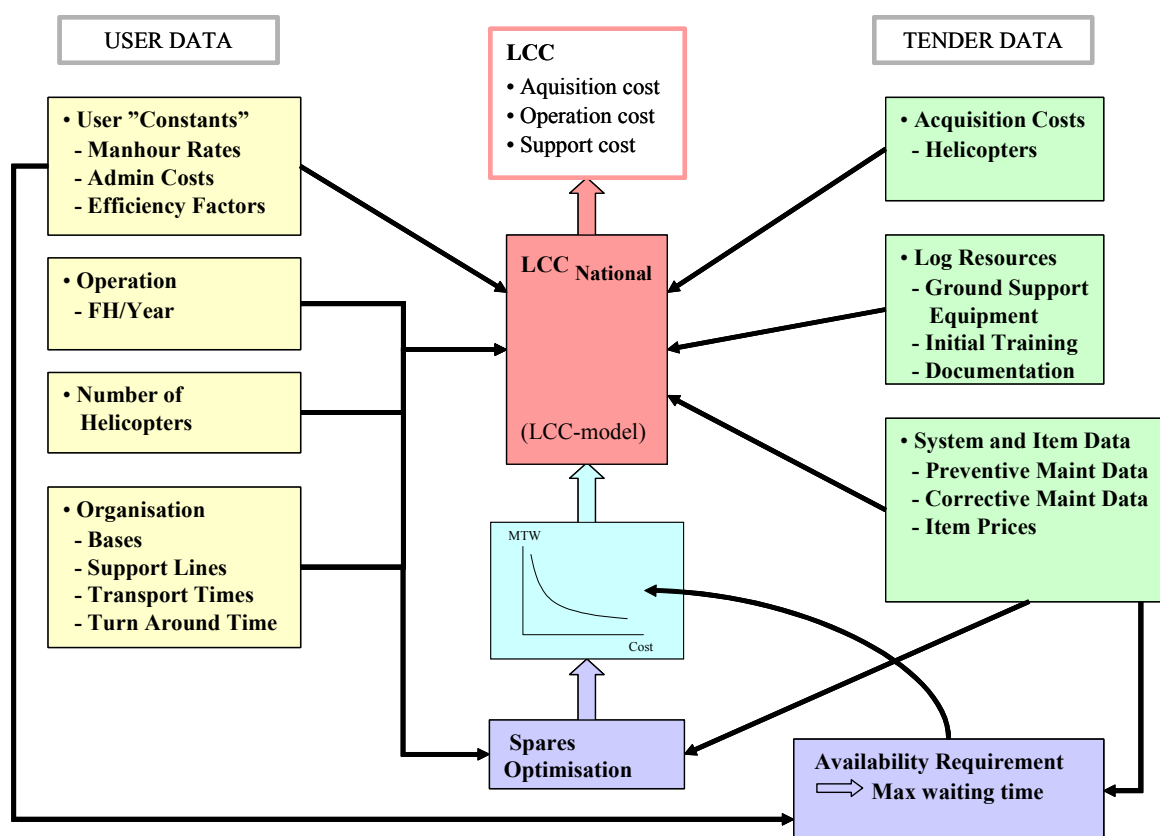 USER DATA
• User ”Constants”
- Manhour Rates
- Admin Costs
- Efficiency Factors
• Operation
- FH/Year
• Number of
Helicopters
• Organisation
- Bases
- Support Lines
- Transport Times
- Turn Around Time
LCC
• Aquisition cost
• Operation cost
• Support cost
LCC National
(LCC-model)
MTW
Cost
Spares
Optimisation
TENDER DATA
• Acquisition Costs
- Helicopters
• Log Resources
- Ground Support
Equipment
- Initial Training
- Documentation
• System and Item Data
- Preventive Maint Data
- Corrective Maint Data
- Item Prices
Availability Requirement
Max waiting time